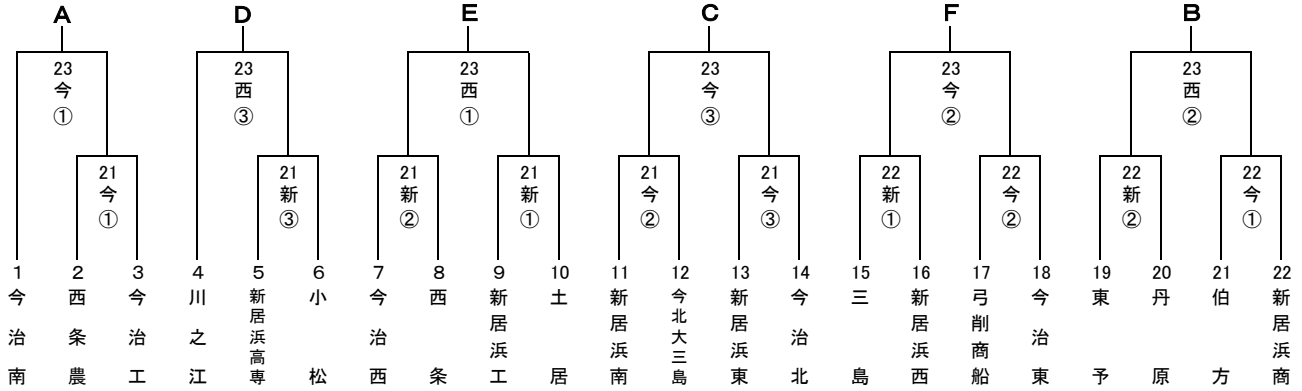 A D E C F B
23 23 23 23 23 23
今 西 西 今 今 西
① ③ ① ③ ② ②
21 21 21 21 21 21 22 22 22 22
今 新 新 新 今 今 新 今 新 今
① ③ ② ① ② ③ ① ② ② ①
1 2 3 4 5 6 7 8 9 10 11 12 13 14 15 16 17 18 19 20 21 22
今治南
西条農
今治工
川之江
新居浜高専
小松
今治西
西条
新居浜工
土居
新居浜南
今北大三島
新居浜東
今治北
三島
新居浜西
弓削商船
今治東
東予
丹原
伯方
新居浜商